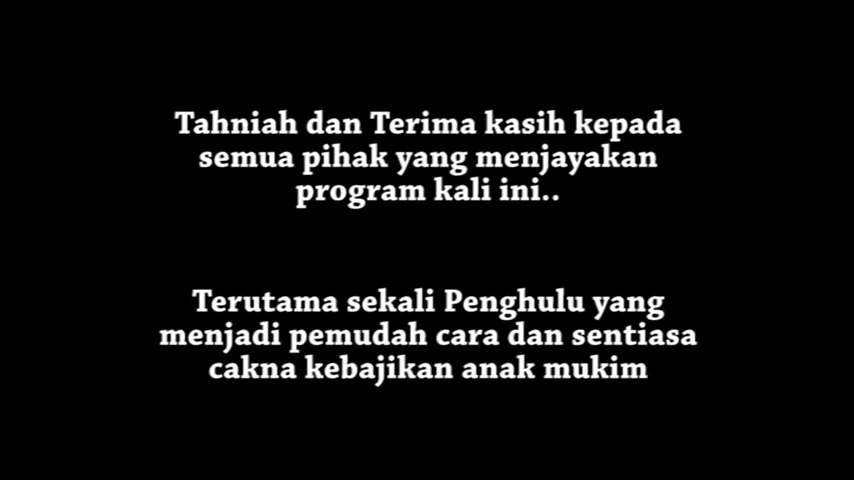 Tahniah dan Terima kasih kepada
semua pihak yang menjayakan
program kali ini..
Terutama sekali Penghulu yang
menjadi pemudah cara dan sentiasa
cakna kebajikan anak mukim